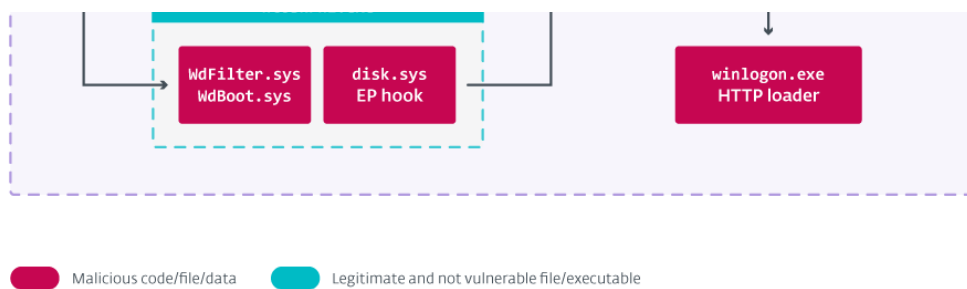 WdFilter.sys
WdBoot.sys
disk.sys
EP hook
winlogon.exe
HTTP loader
Malicious code/file/data
Legitimate and not vulnerable file/executable